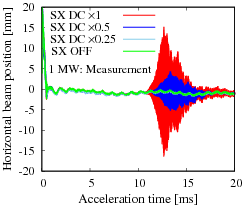 Horizontal beam position [mm]
20
15
10
5
0
-5
-10
-15
-20
SX DC ×1
SX DC ×0.5
SX DC ×0.25
SX OFF
1 MW: Measurement
0
5
10
15
20
Acceleration time [ms]